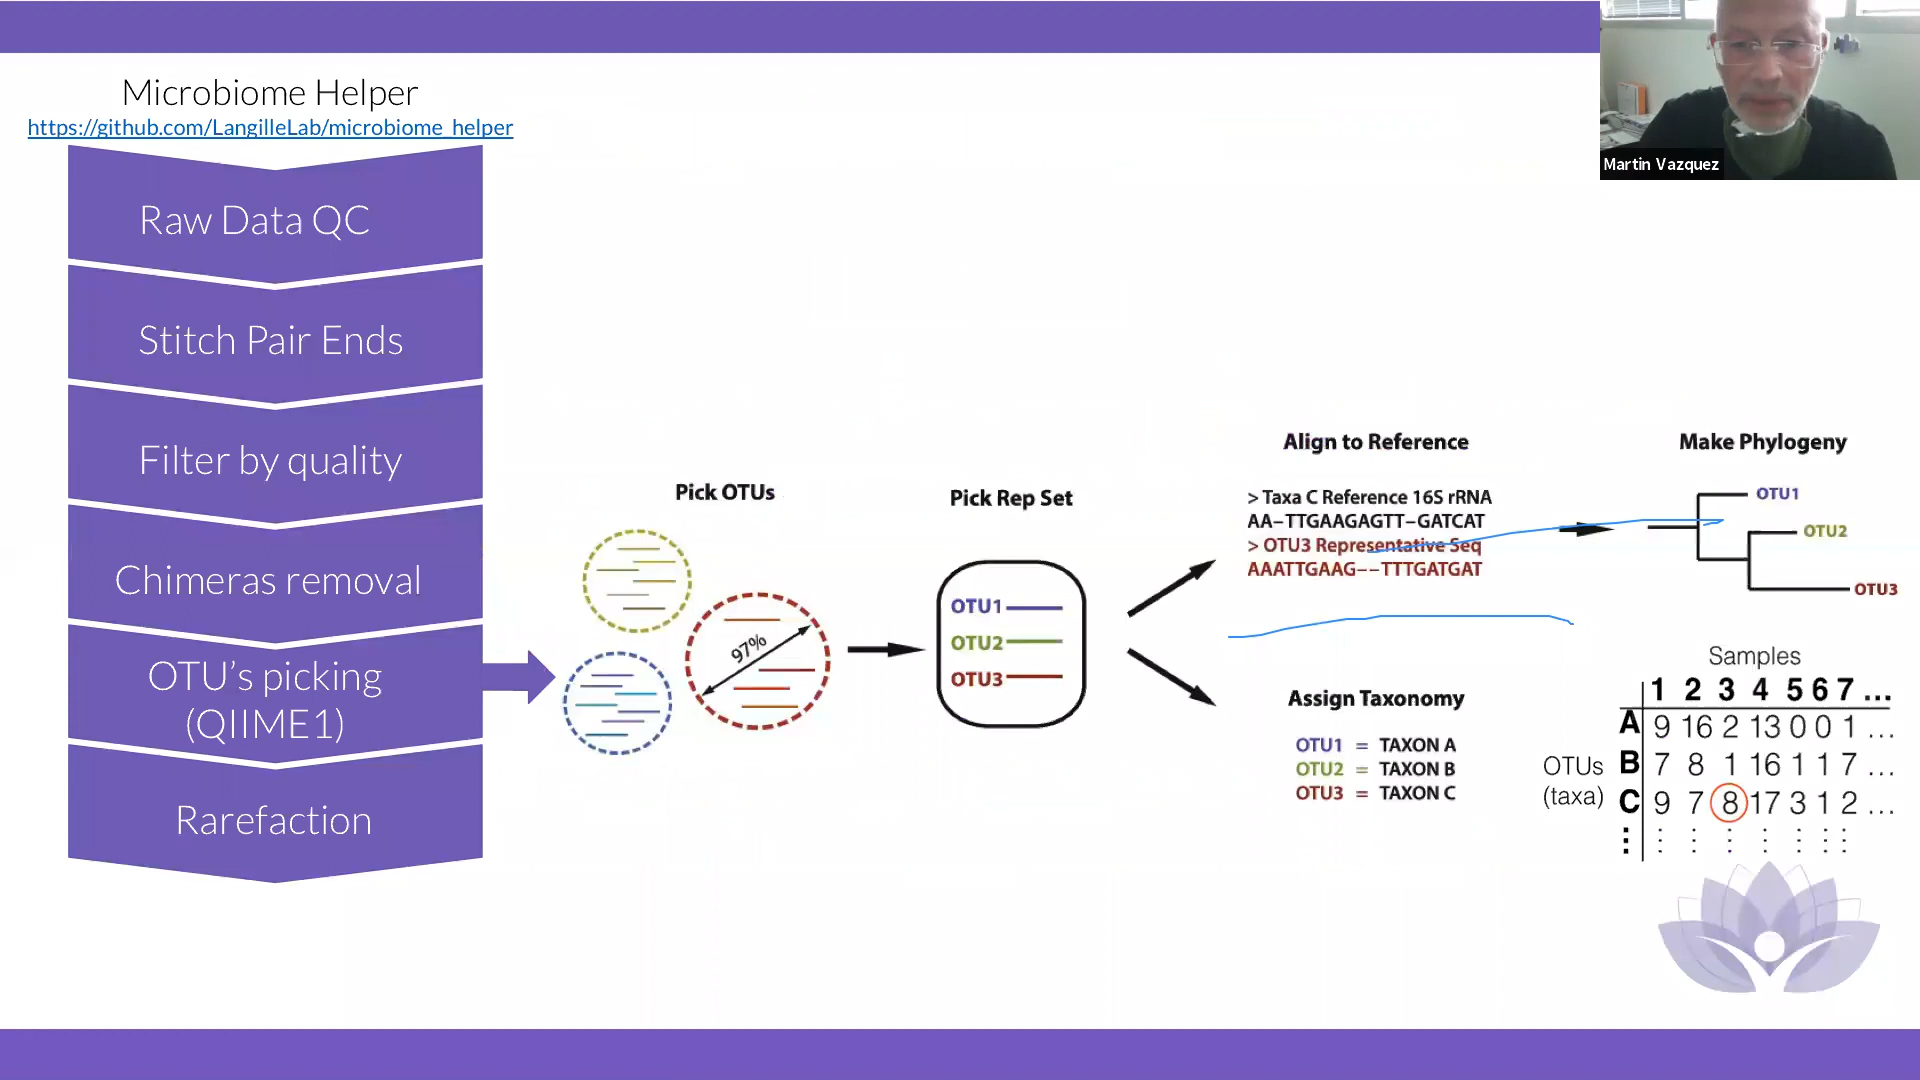 Microbiome Helper
https://github.com/LangilleLab/microbiome_helper
Raw Data QC
Stitch Pair Ends
Filter by quality
Chimeras removal
OTU's picking
(QIIME1)
Rarefaction
Pick OTUs
97%
Pick Rep Set
OTU1
OTU2
OTU3
Align to Reference
> Taxa C Reference 16S rRNA
AA–TTGAAGAGTT–GATCAT
> OTU3 Representative Seq
AAATTGAAG––TTTGATGAT
Make Phylogeny
OTU1
OTU2
OTU3
Assign Taxonomy
OTU1 = TAXON A
OTU2 = TAXON B
OTU3 = TAXON C
Samples
1 2 3 4 5 6 7 ...
A 9 16 2 13 0 0 1 ...
OTUs
(taxa)
B 7 8 1 16 1 1 7 ...
C 9 7 8 17 3 1 2 ...
Martin Vazquez